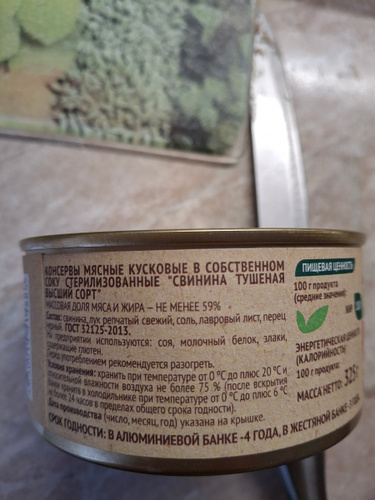 КОНСЕРВЫ МЯСНЫЕ КУСКОВЫЕ В СОБСТВЕННОМ
СОКУ СТЕРИЛИЗОВАННЫЕ "СВИНИНА ТУШЕНАЯ
ВЫСШИЙ СОРТ"
МАССОВАЯ ДОЛЯ МЯСА И ЖИРА – НЕ МЕНЕЕ 59%
Состав: свинина, лук репчатый свежий, соль, лавровый лист, перец
черный. ГОСТ 32125-2013.
На предприятии используются: соя, молочный белок, злаки,
содержащие глютен.
Перед употреблением рекомендуется разогреть.
Условия хранения: хранить при температуре от 0°С до плюс 20°С и
относительной влажности воздуха не более 75 % (после вскрытия
банки хранить в холодильнике при температуре от 0°С до плюс 6°С
не более 24 часов в пределах общего срока годности).
Дата производства (число, месяц, год) указана на крышке.
СРОК ГОДНОСТИ: В АЛЮМИНИЕВОЙ БАНКЕ -4 ГОДА, В ЖЕСТЯНОЙ БАНКЕ
ПИЩЕВАЯ ЦЕННОСТЬ
100 г продукта
(средние значения)
ЭНЕРГЕТИЧЕСКАЯ ЦЕННОСТЬ
(КАЛОРИЙНОСТЬ)
100 г продукта:
МАССА НЕТТО: 325 г